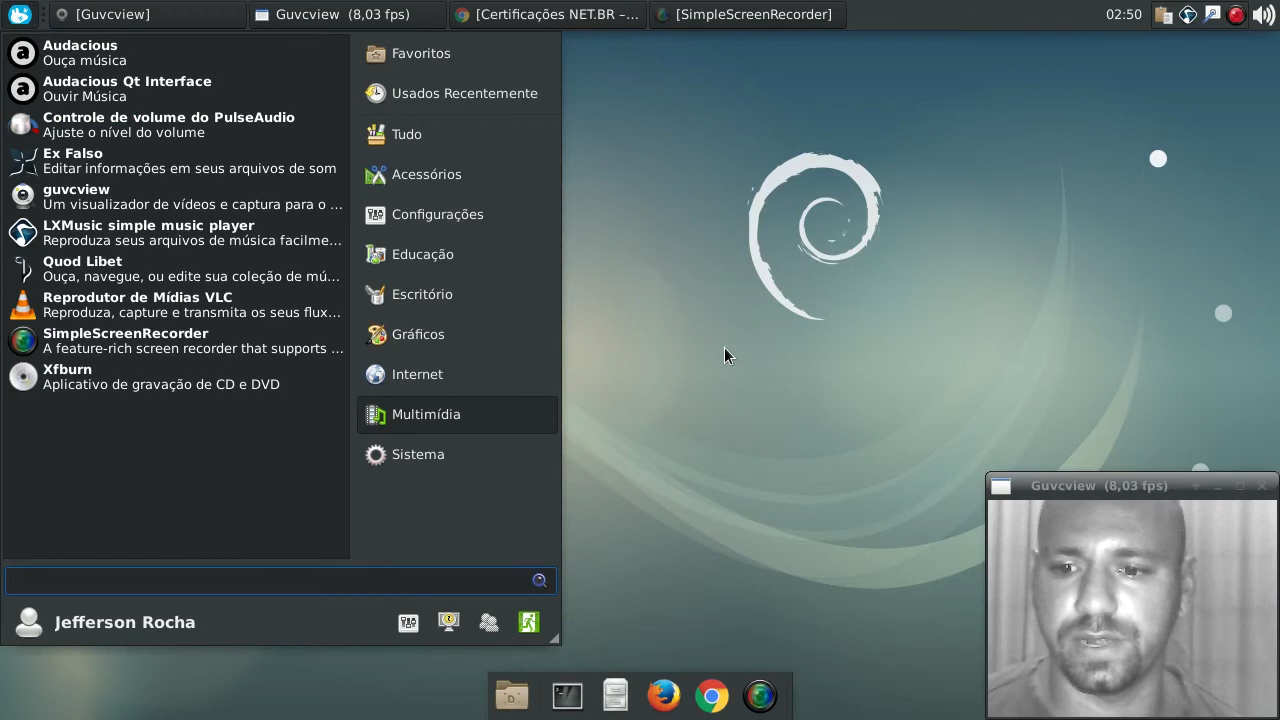 [Guvcview]
Guvcview (8,03 fps)
[Certificações NET.BR –...
[SimpleScreenRecorder]
02:50
Audacious
Ouça música
Audacious Qt Interface
Ouvir Música
Controle de volume do PulseAudio
Ajuste o nível do volume
Ex Falso
Editar informações em seus arquivos de som
guvcview
Um visualizador de vídeos e captura para o ...
LXMusic simple music player
Reproduza seus arquivos de música facilme...
Quod Libet
Ouça, navegue, ou edite sua coleção de mú...
Reprodutor de Mídias VLC
Reproduza, capture e transmita os seus flux...
SimpleScreenRecorder
A feature-rich screen recorder that supports ...
Xfburn
Aplicativo de gravação de CD e DVD
Favoritos
Usados Recentemente
Tudo
Acessórios
Configurações
Educação
Escritório
Gráficos
Internet
Multimídia
Sistema
Jefferson Rocha
Guvcview (8,03 fps)